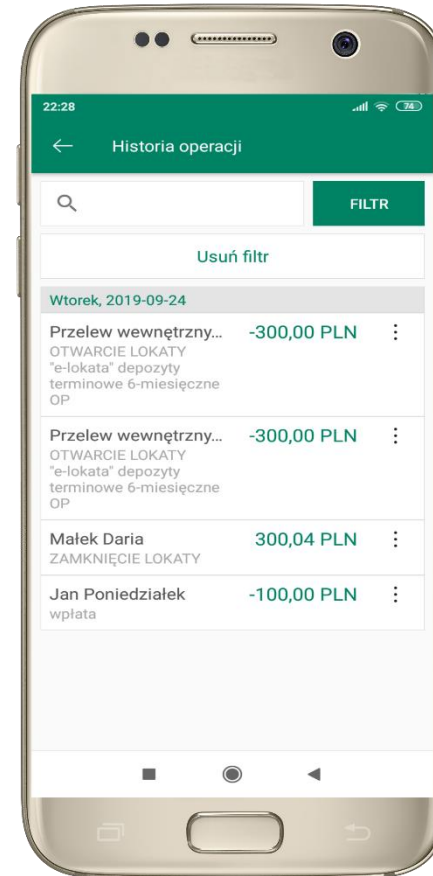 22:28
74
Historia operacji
FILTR
Usuń filtr
Wtorek, 2019-09-24
Przelew wewnętrzny... -300,00 PLN
OTWARCIE LOKATY
"e-lokata" depozyty
terminowe 6-miesięczne
OP
Przelew wewnętrzny... -300,00 PLN
OTWARCIE LOKATY
"e-lokata" depozyty
terminowe 6-miesięczne
OP
Małek Daria 300,04 PLN
ZAMKNIĘCIE LOKATY
Jan Poniedziałek -100,00 PLN
wpłata